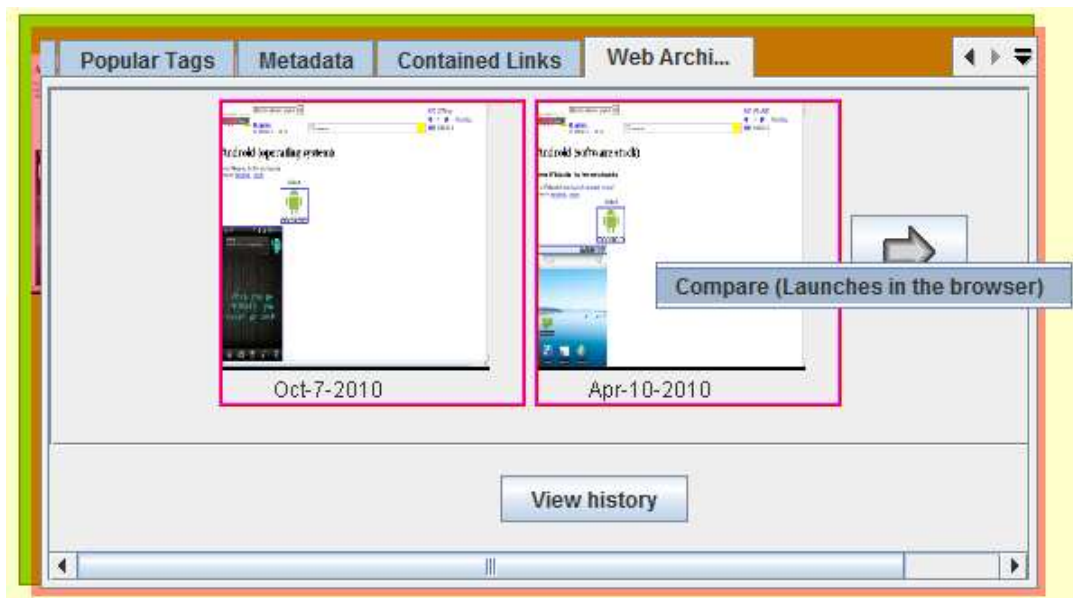 Popular Tags
Metadata
Contained Links
Web Archi...
Android (operating system)
Android (software stack)
Compare (Launches in the browser)
Oct-7-2010
Apr-10-2010
View history